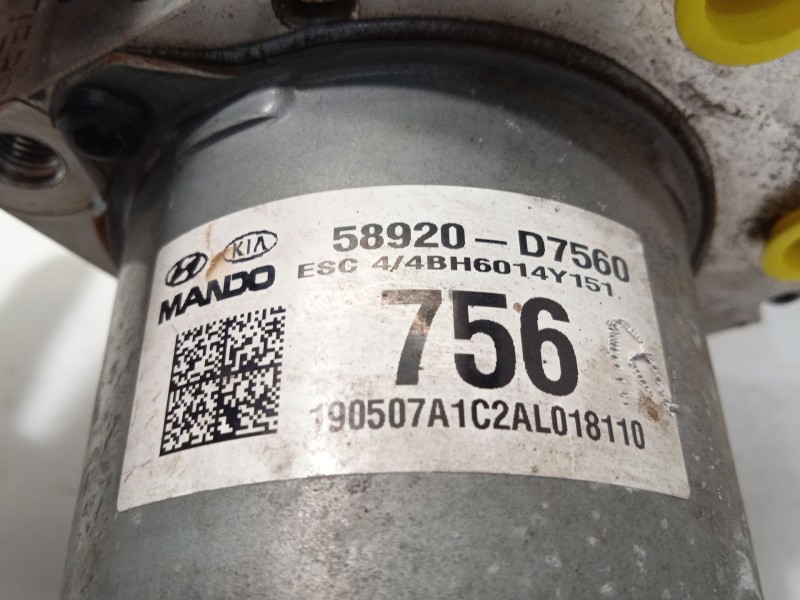 KIA
58920-D7560
MANDO
ESC 4/4BH6014Y151
756
190507A1C2AL018110